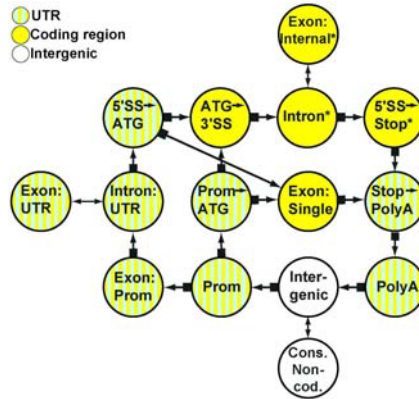 UTR
Coding region
Intergenic
Exon:
Internal*
5'SS
ATG
ATG
3'SS
Intron*
5'SS
Stop*
Exon:
UTR
Intron:
UTR
Prom
ATG
Exon:
Single
Stop
PolyA
Exon:
Prom
Prom
Inter-
genic
PolyA
Cons.
Non-
cod.